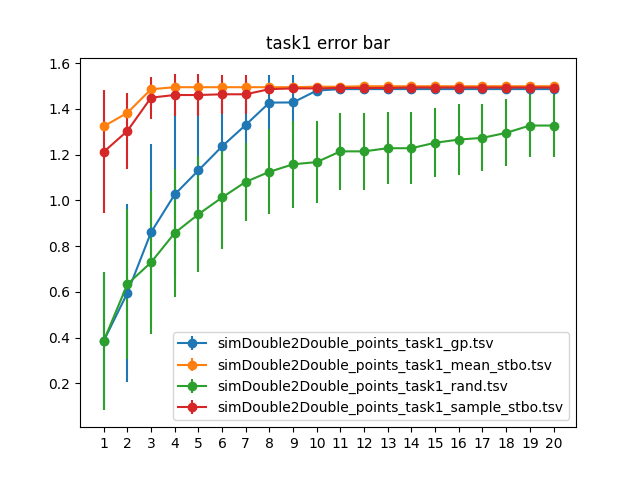 task1 error bar
1.6
1.4
1.2
1.0
0.8
0.6
0.4
0.2
simDouble2Double_points_task1_gp.tsv
simDouble2Double_points_task1_mean_stbo.tsv
simDouble2Double_points_task1_rand.tsv
simDouble2Double_points_task1_sample_stbo.tsv
1 2 3 4 5 6 7 8 9 10 11 12 13 14 15 16 17 18 19 20